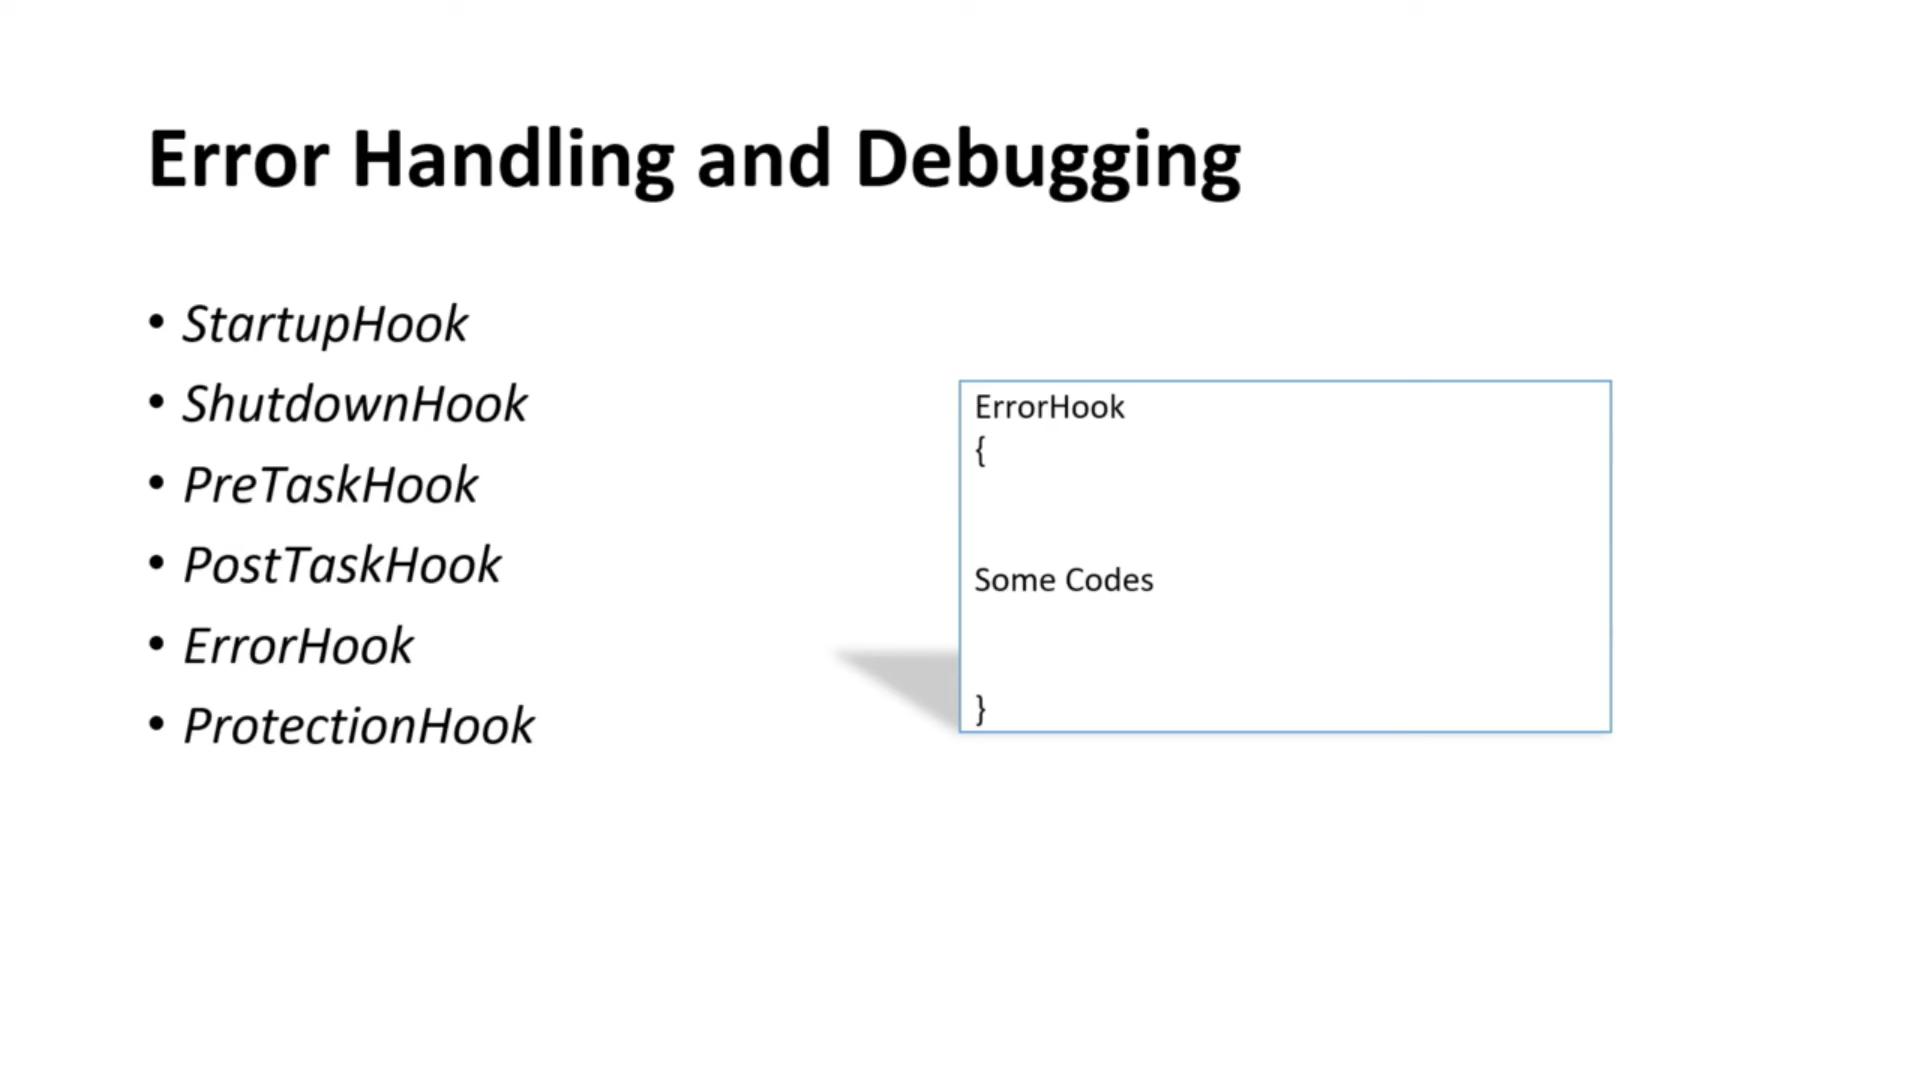 Error Handling and Debugging
• StartupHook
• ShutdownHook
• PreTaskHook
• PostTaskHook
• ErrorHook
• ProtectionHook
ErrorHook
{
Some Codes
}